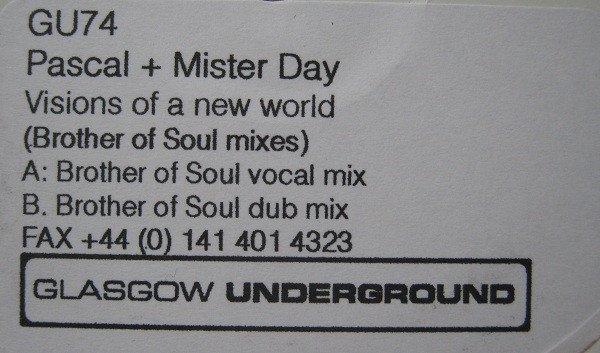 GU74
Pascal + Mister Day
Visions of a new world
(Brother of Soul mixes)
A: Brother of Soul vocal mix
B. Brother of Soul dub mix
FAX +44 (0) 141 401 4323
GLASGOW UNDERGROUND